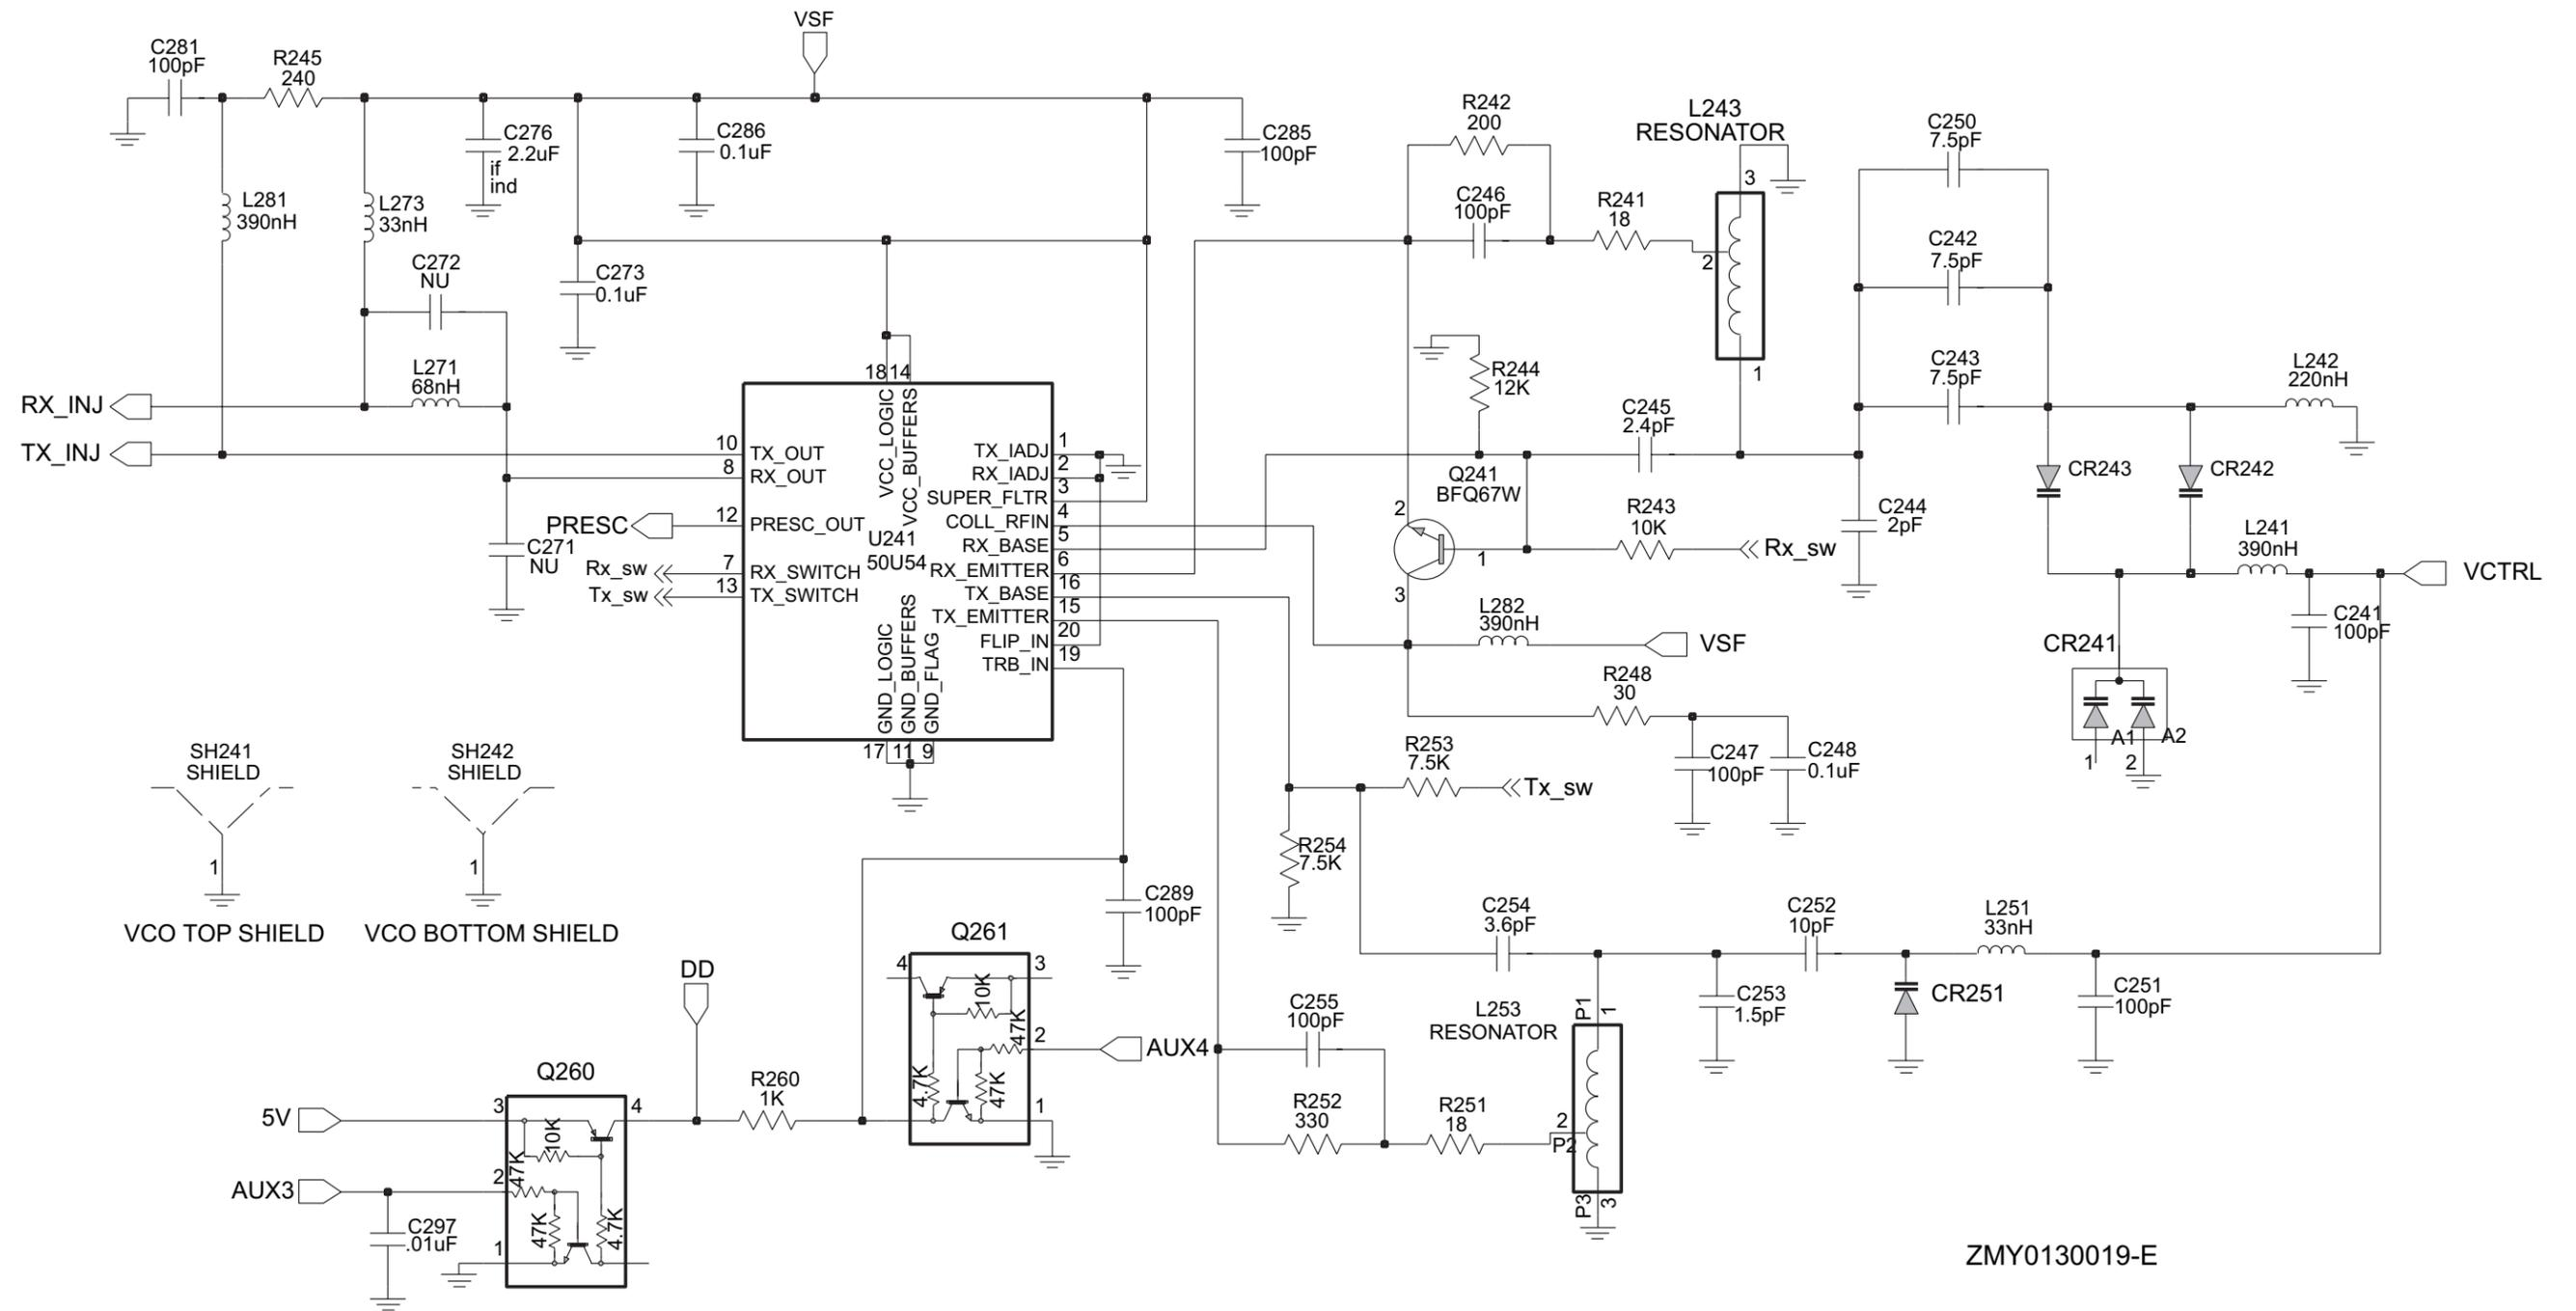 VSF
C281
100pF
R245
240
C276
2.2uF
if
ind
C286
0.1uF
C285
100pF
L281
390nH
L273
33nH
C272
NU
C273
0.1uF
L271
68nH
RX_INJ
TX_INJ
PRESC
Rx_sw
Tx_sw
C271
NU
18
14
VCC_LOGIC
VCC_BUFFERS
10
TX_OUT
8
RX_OUT
12
PRESC_OUT
U241
50U54
7
RX_SWITCH
13
TX_SWITCH
TX_IADJ
1
RX_IADJ
2
SUPER_FLTR
3
COLL_RFIN
4
RX_BASE
5
RX_EMITTER
6
TX_BASE
16
TX_EMITTER
15
FLIP_IN
20
TRB_IN
19
GND_LOGIC
GND_BUFFERS
GND_FLAG
17
11
9
R242
200
C246
100pF
R241
18
L243
RESONATOR
3
2
1
R244
12K
C245
2.4pF
Q241
BFQ67W
2
1
3
R243
10K
Rx_sw
L282
390nH
VSF
R248
30
C247
100pF
C248
0.1uF
C250
7.5pF
C242
7.5pF
C243
7.5pF
C244
2pF
L242
220nH
CR243
CR242
L241
390nH
VCTRL
C241
100pF
CR241
A1
A2
1
2
R253
7.5K
Tx_sw
R254
7.5K
C254
3.6pF
C252
10pF
L251
33nH
C253
1.5pF
CR251
C251
100pF
L253
RESONATOR
P1
1
2
P2
P3
3
C255
100pF
R252
330
R251
18
SH241
SHIELD
1
VCO TOP SHIELD
SH242
SHIELD
1
VCO BOTTOM SHIELD
C289
100pF
Q261
4
3
10K
47K
2
4.7K
47K
1
AUX4
DD
R260
1K
Q260
5V
3
4
10K
47K
AUX3
2
47K
4.7K
1
C297
.01uF
ZMY0130019-E